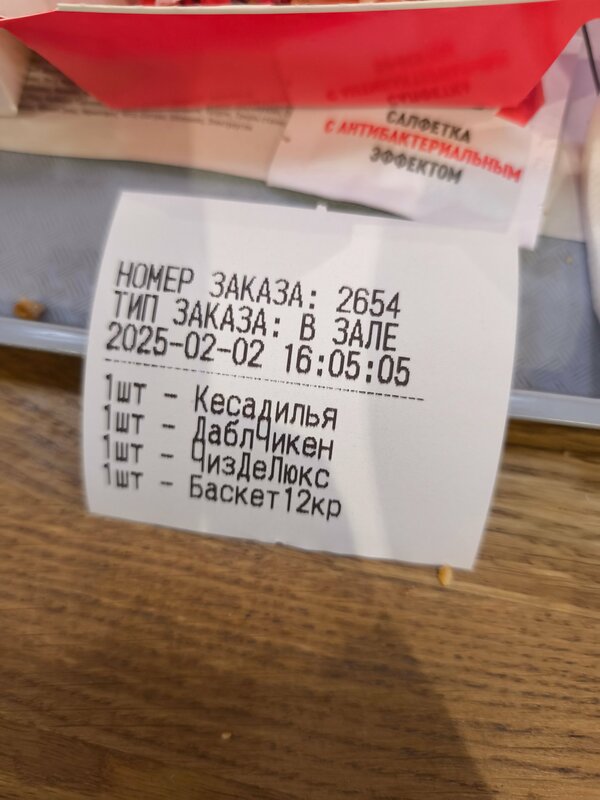 САЛФЕТКА
С АНТИБАКТЕРИАЛЬНЫМ
ЭФФЕКТОМ
НОМЕР ЗАКАЗА: 2654
ТИП ЗАКАЗА: В ЗАЛЕ
2025-02-02 16:05:05
1шт - Кесадилья
1шт - ДаблЧикен
1шт - ЧизДеЛюкс
1шт - Баскет12кр